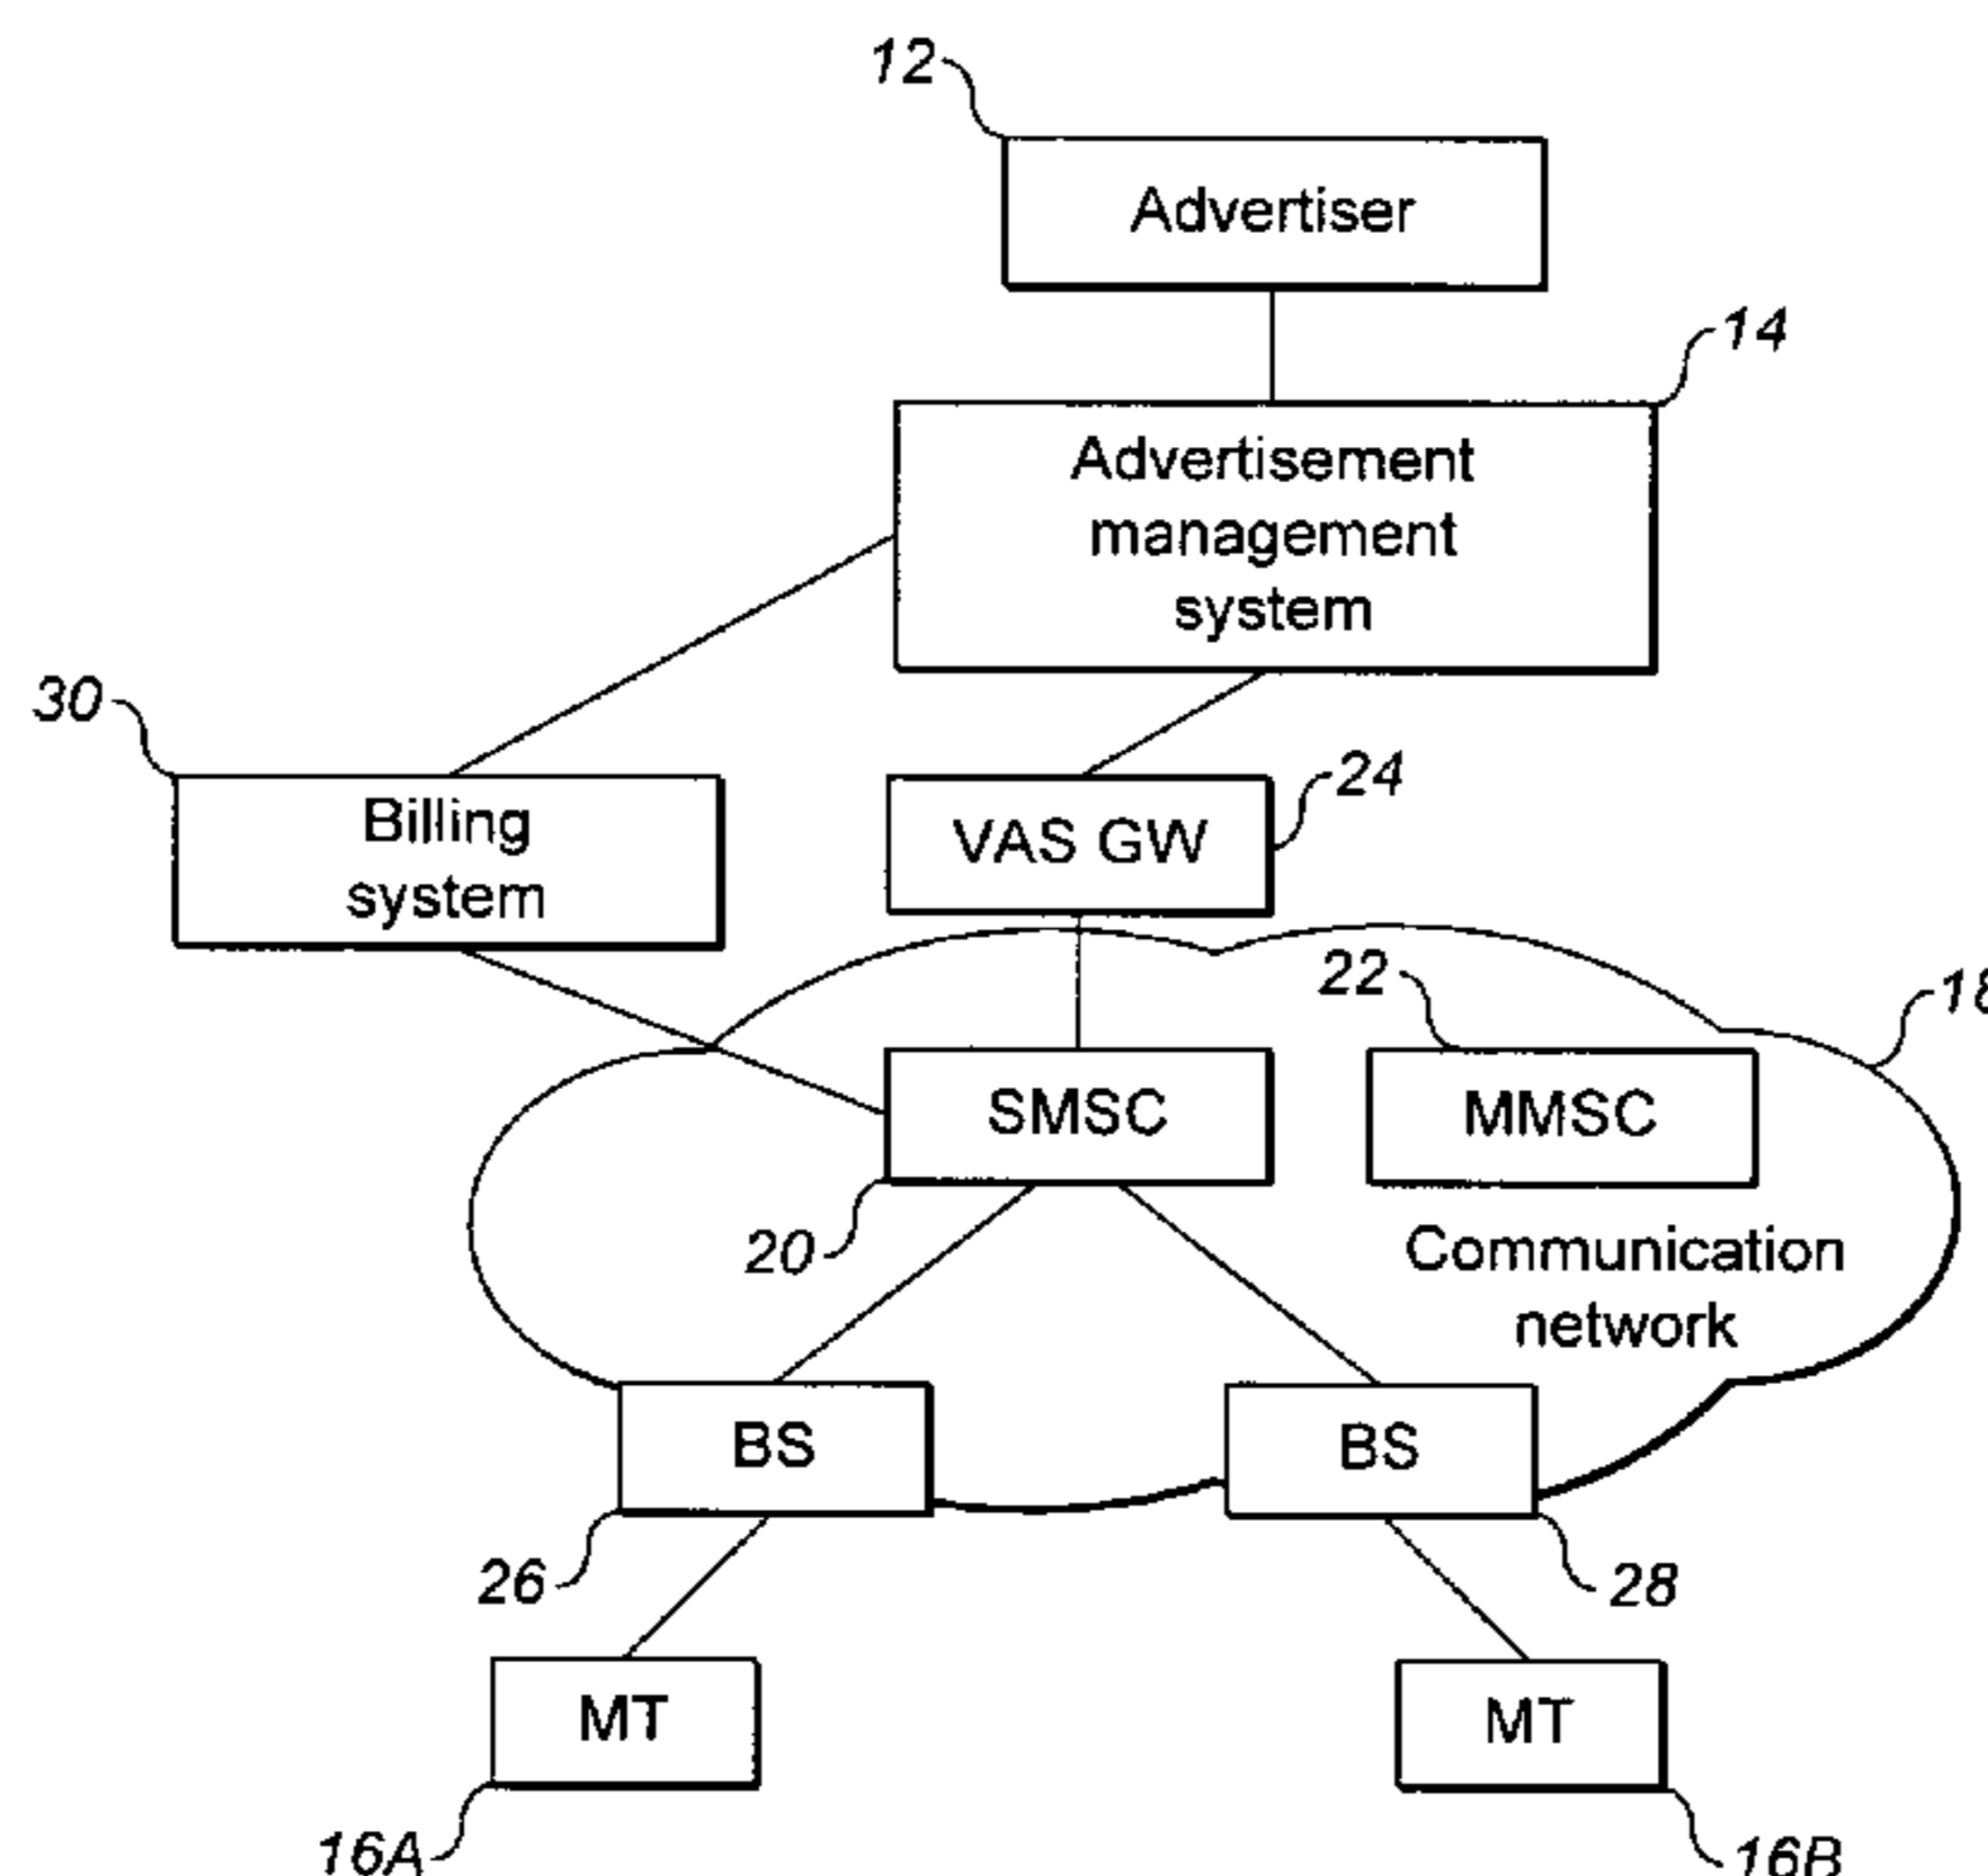 12
Advertiser
14
Advertisement
management
system
30
Billing
system
24
VAS GW
22
18
SMSC
MMSC
20
Communication
network
BS
BS
26
28
MT
MT
16A
16B